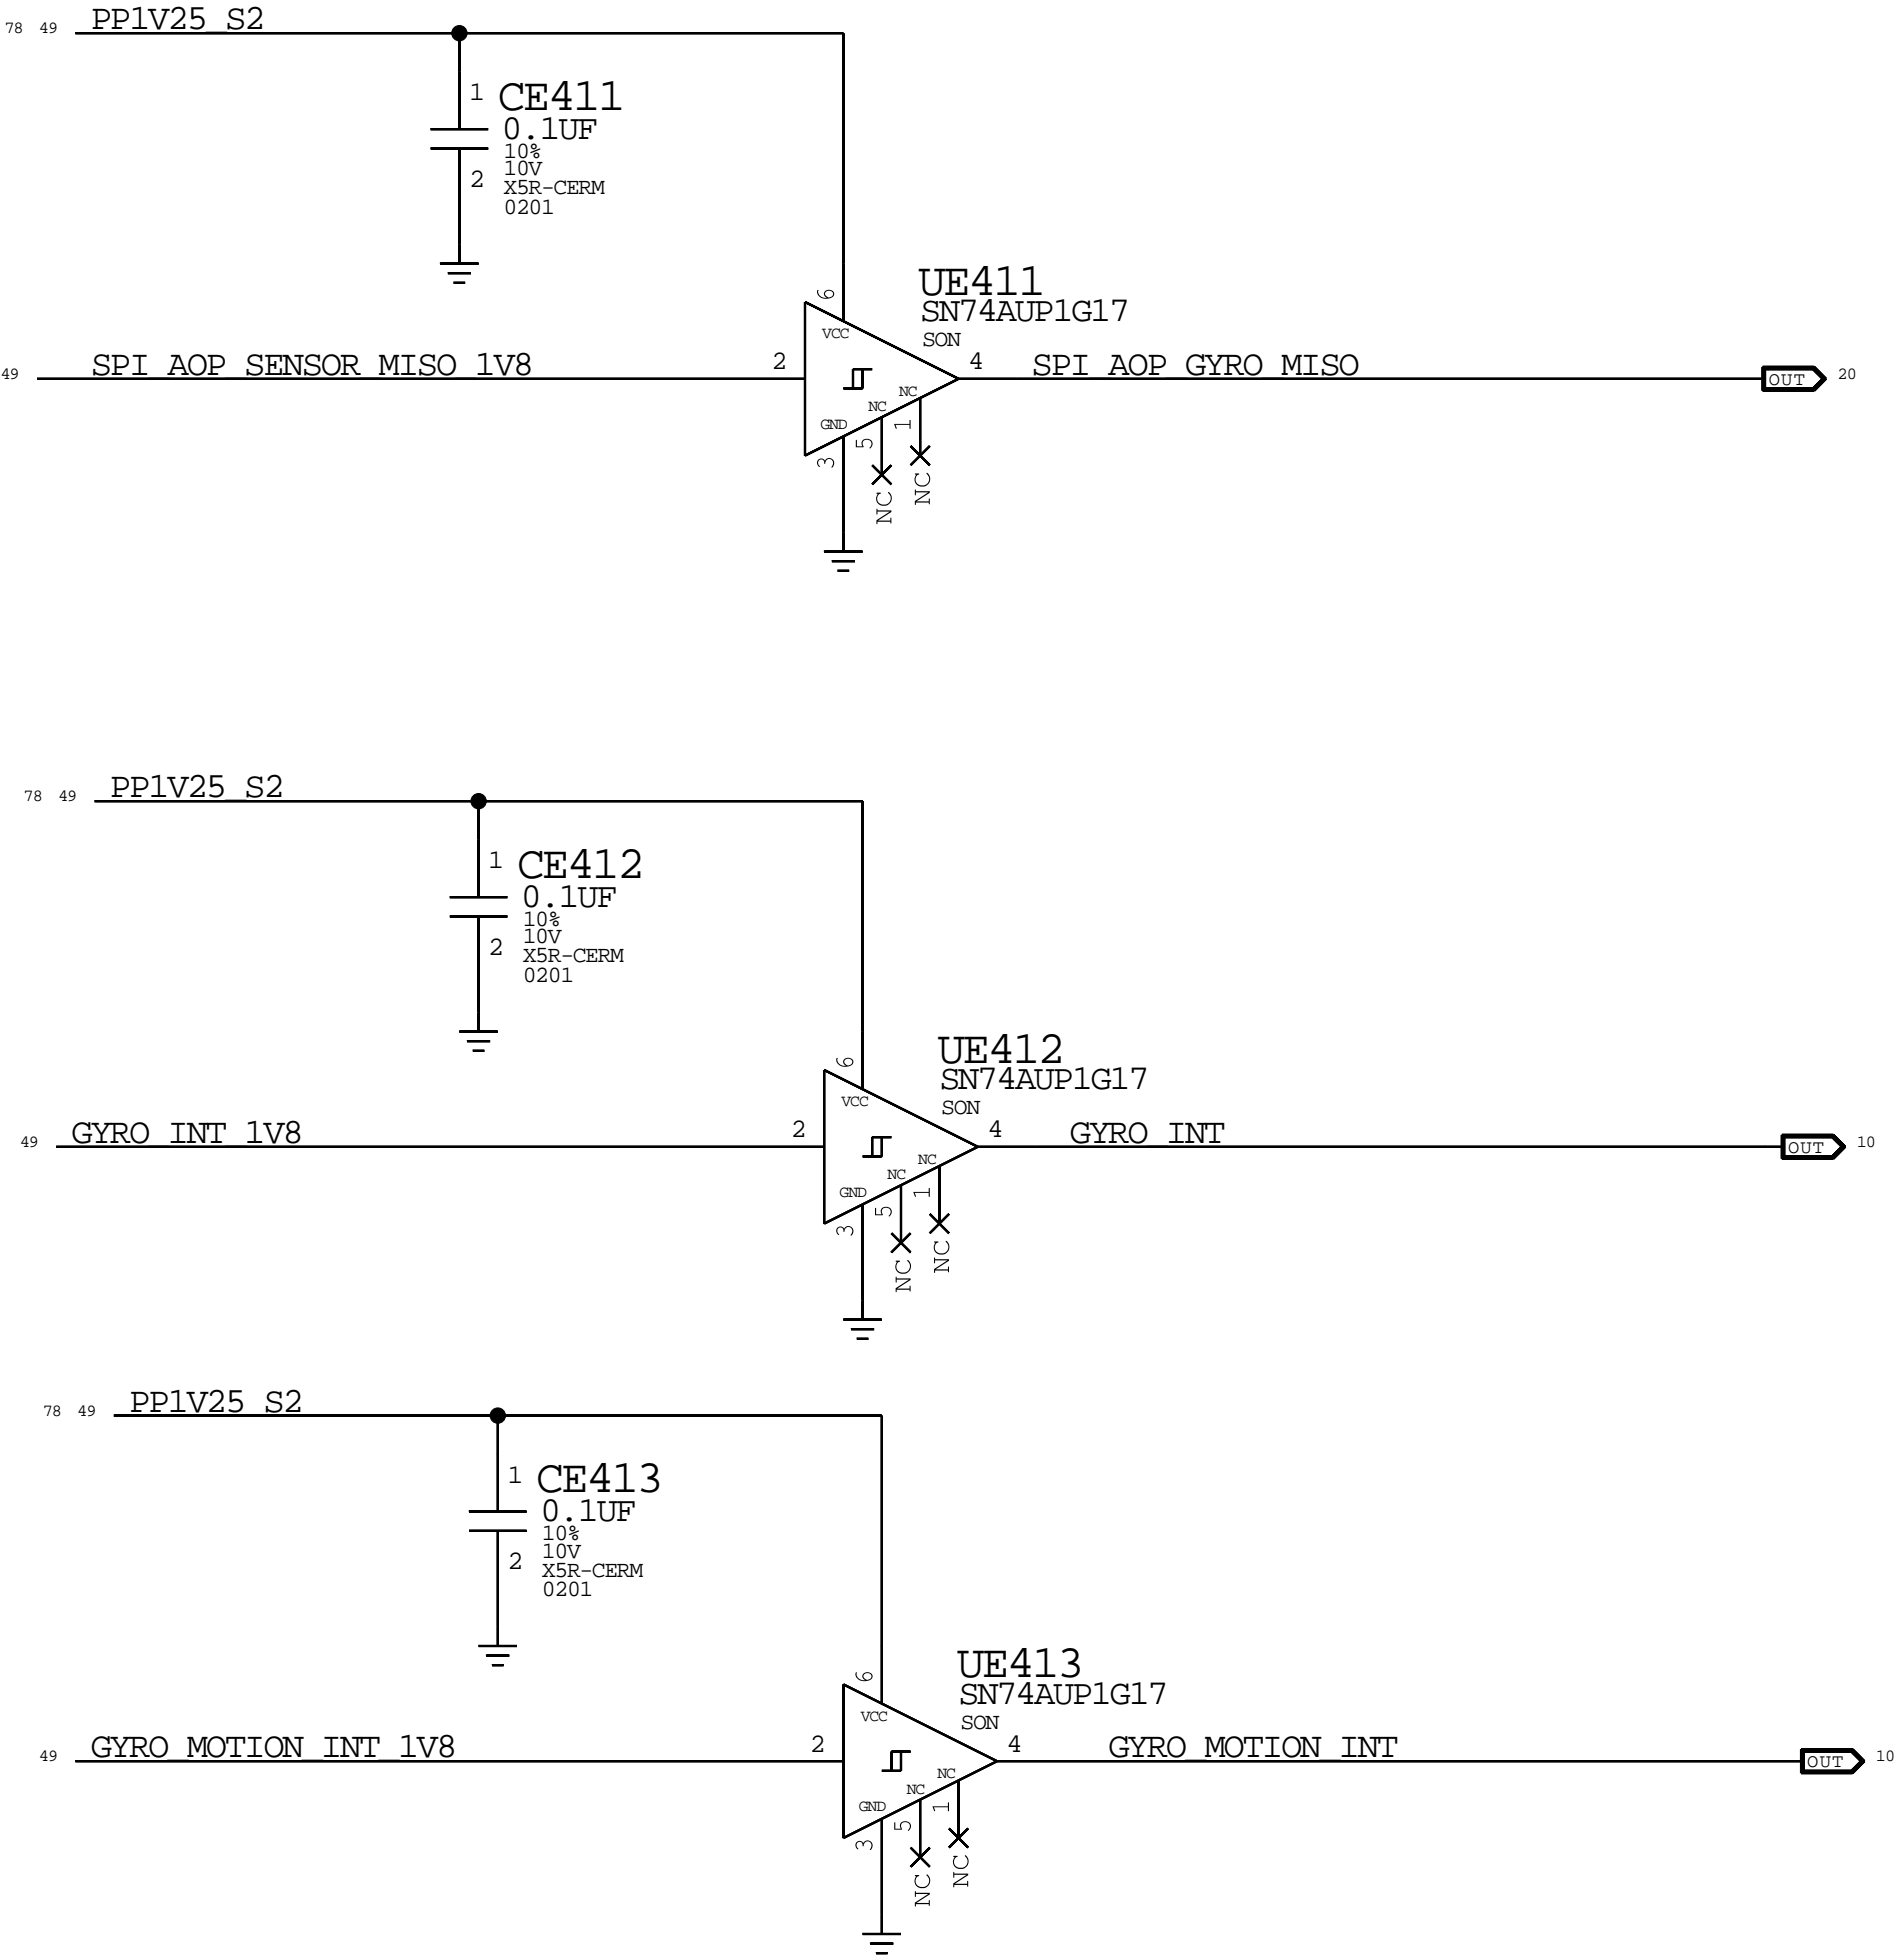 78 49 PP1V25_S2
1 CE411
0.1UF
10%
10V
2 X5R-CERM
0201
UE411
SN74AUP1G17
SON
6
VCC
49 SPI_AOP_SENSOR_MISO_1V8 2 4 SPI_AOP_GYRO_MISO OUT 20
NC
NC
GND
3 5 1
NC NC
78 49 PP1V25_S2
1 CE412
0.1UF
10%
10V
2 X5R-CERM
0201
UE412
SN74AUP1G17
SON
6
VCC
49 GYRO_INT_1V8 2 4 GYRO_INT OUT 10
NC
NC
GND
3 5 1
NC NC
78 49 PP1V25_S2
1 CE413
0.1UF
10%
10V
2 X5R-CERM
0201
UE413
SN74AUP1G17
SON
6
VCC
49 GYRO_MOTION_INT_1V8 2 4 GYRO_MOTION_INT OUT 10
NC
NC
GND
3 5 1
NC NC